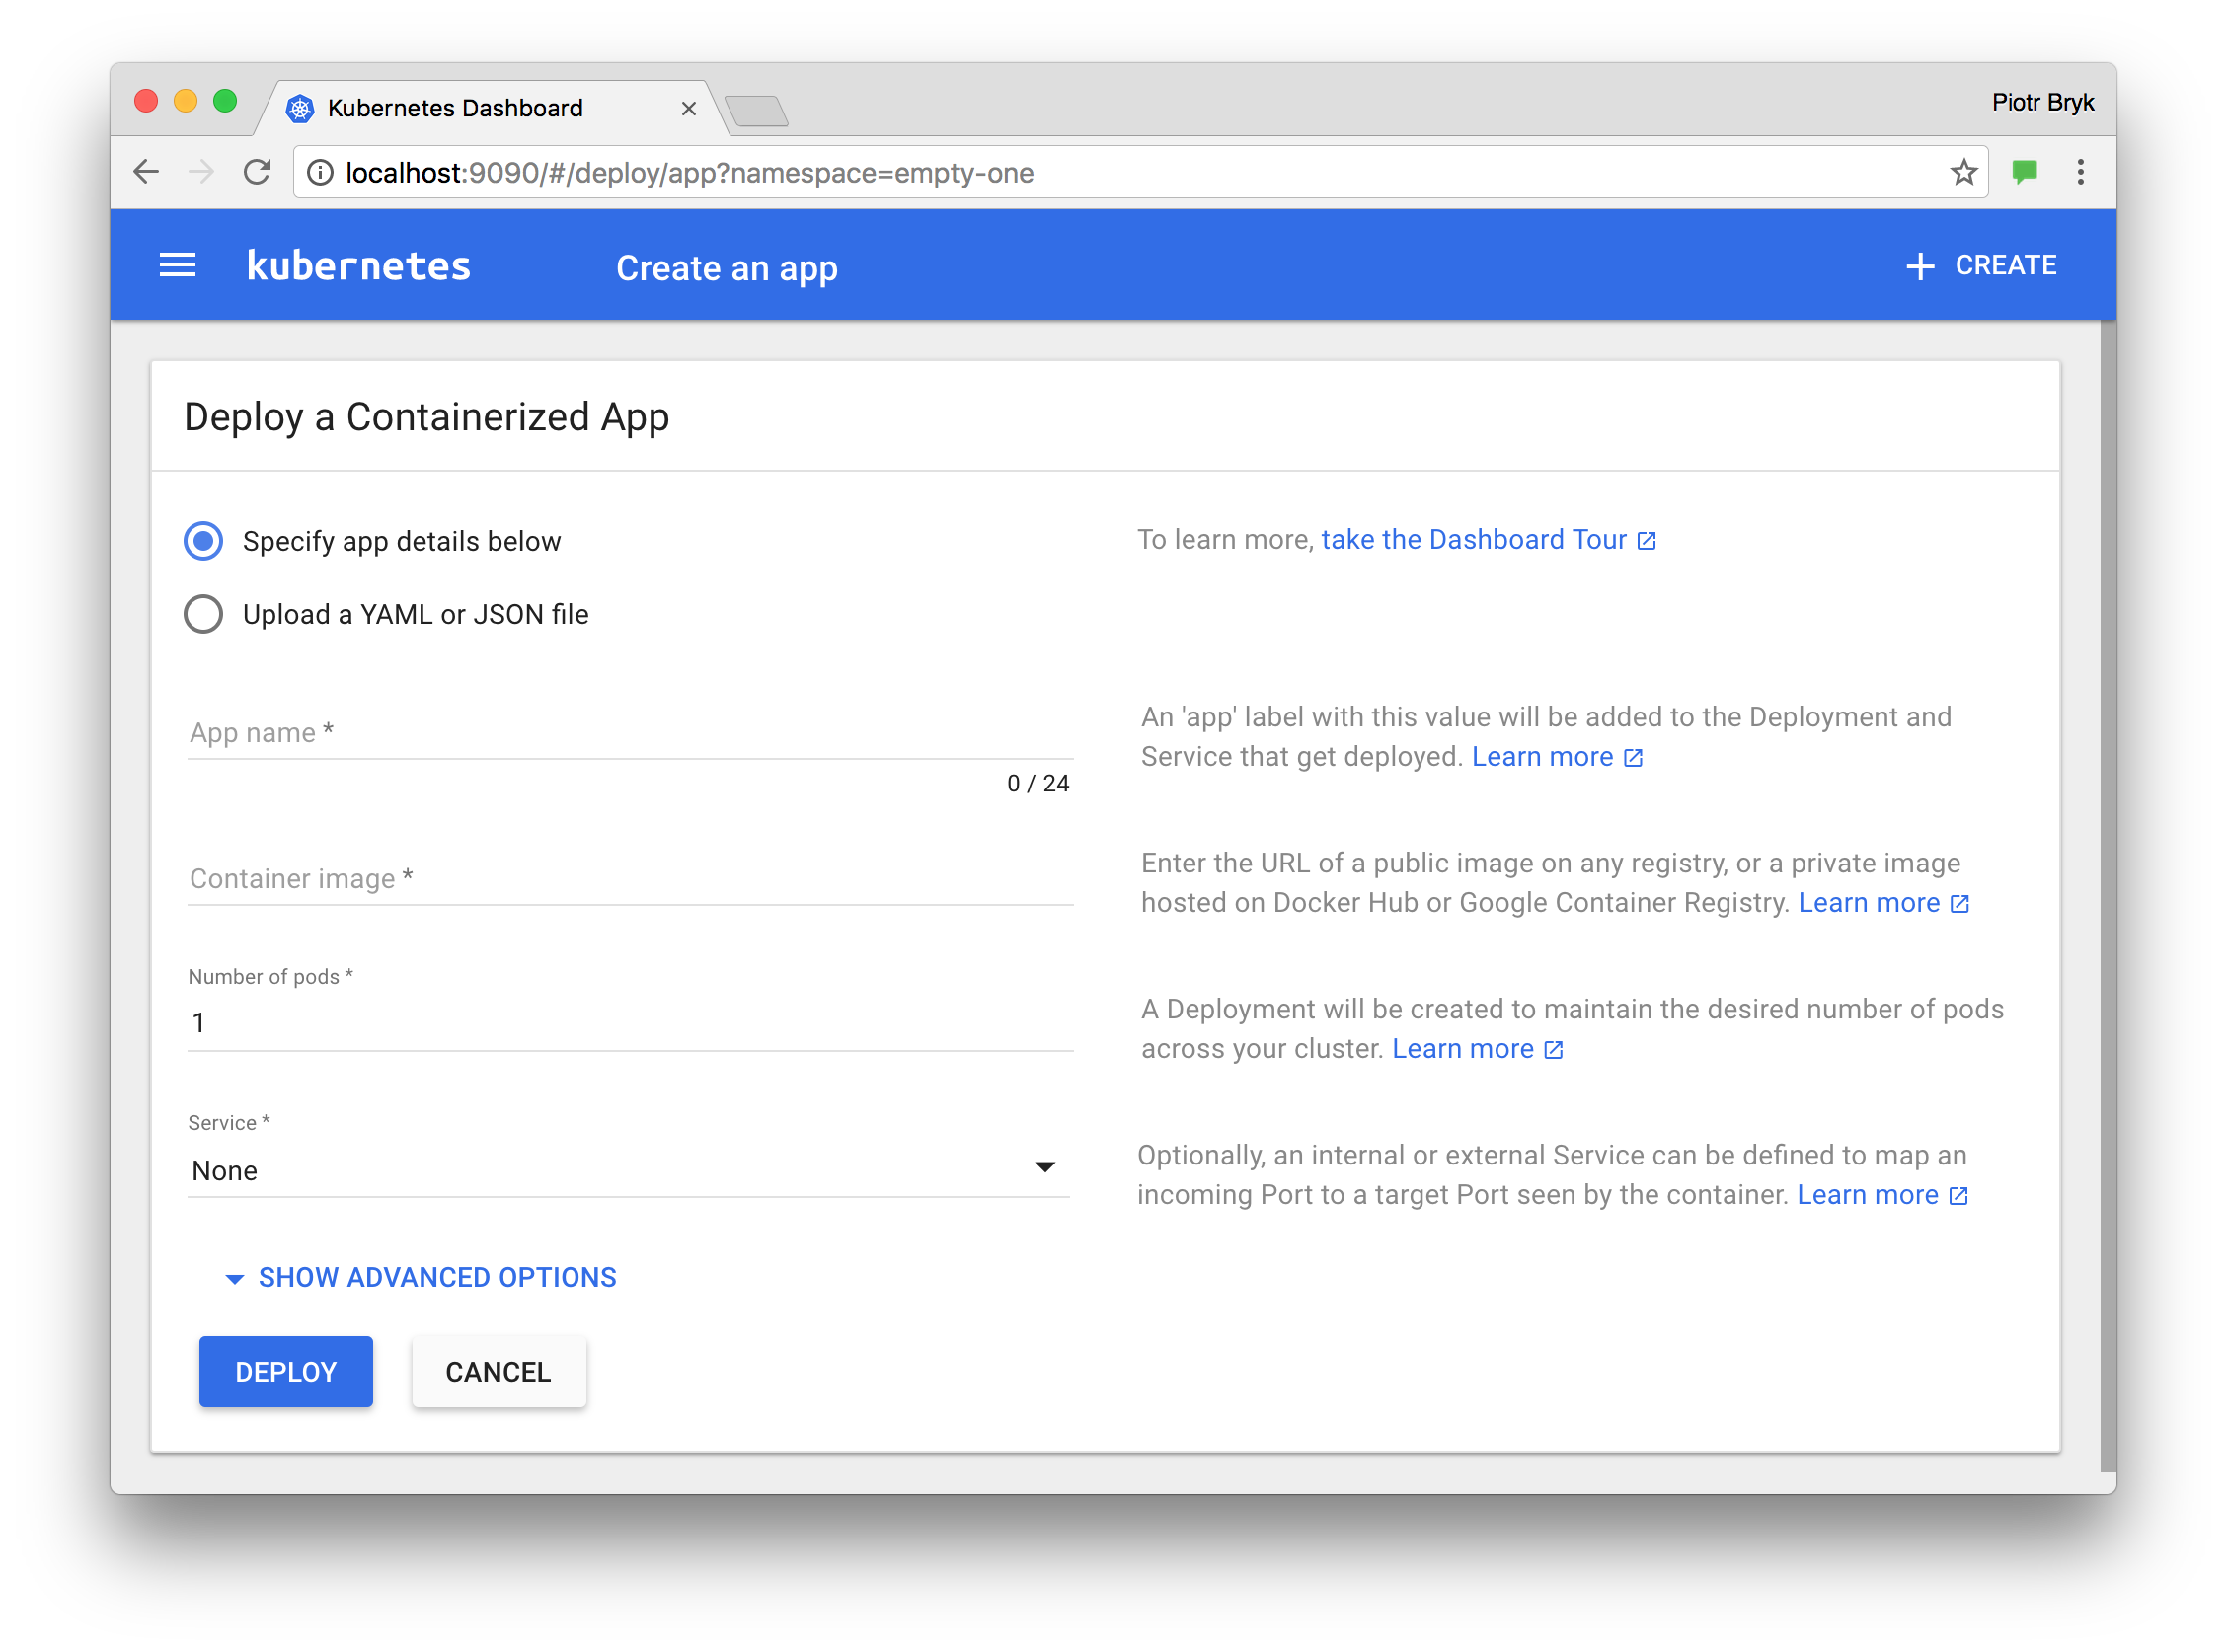 Kubernetes Dashboard
Piotr Bryk
localhost:9090/#/deploy/app?namespace=empty-one
kubernetes
Create an app
CREATE
Deploy a Containerized App
Specify app details below
To learn more, take the Dashboard Tour
Upload a YAML or JSON file
App name *
0 / 24
An 'app' label with this value will be added to the Deployment and
Service that get deployed. Learn more
Container image *
Enter the URL of a public image on any registry, or a private image
hosted on Docker Hub or Google Container Registry. Learn more
Number of pods *
1
A Deployment will be created to maintain the desired number of pods
across your cluster. Learn more
Service *
None
Optionally, an internal or external Service can be defined to map an
incoming Port to a target Port seen by the container. Learn more
SHOW ADVANCED OPTIONS
DEPLOY
CANCEL